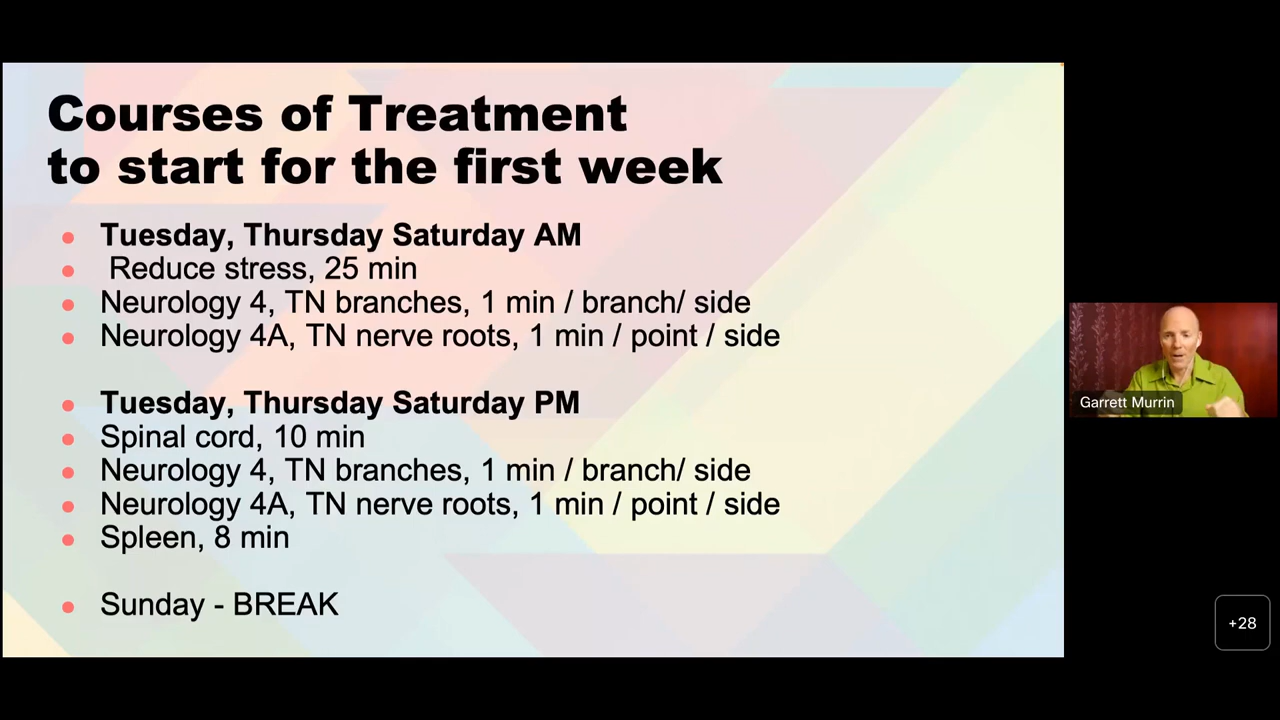 Courses of Treatment
to start for the first week
Tuesday, Thursday Saturday AM
Reduce stress, 25 min
Neurology 4, TN branches, 1 min / branch/ side
Neurology 4A, TN nerve roots, 1 min / point / side
Tuesday, Thursday Saturday PM
Spinal cord, 10 min
Neurology 4, TN branches, 1 min / branch/ side
Neurology 4A, TN nerve roots, 1 min / point / side
Spleen, 8 min
Sunday - BREAK
Garrett Murrin
+28